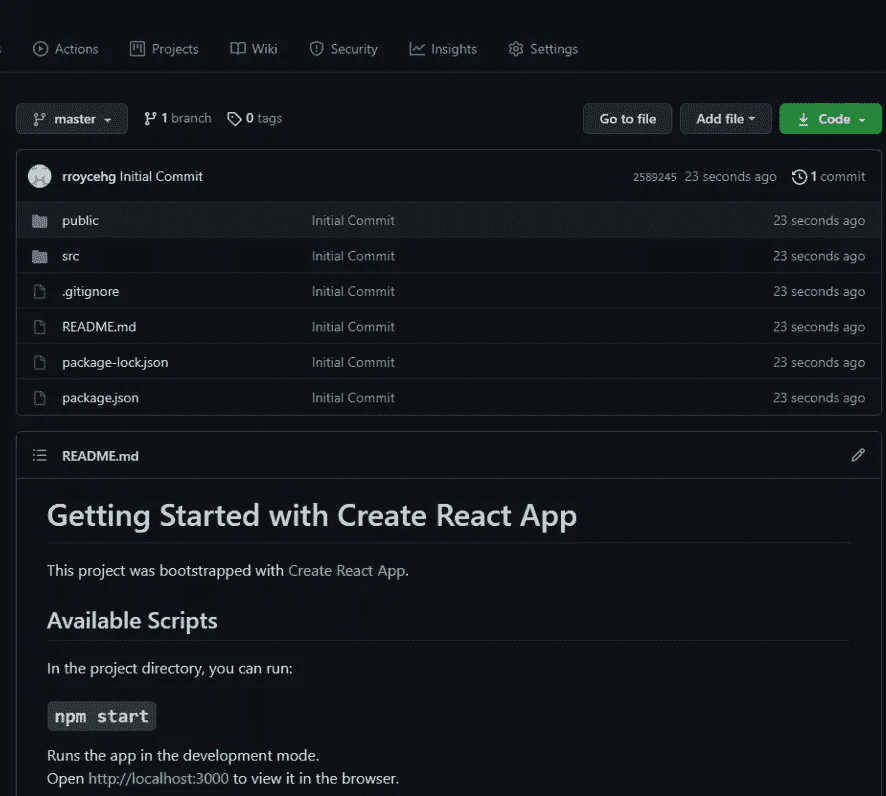 Actions Projects Wiki Security Insights Settings
master 1 branch 0 tags Go to file Add file Code
rroycehg Initial Commit 2589245 23 seconds ago 1 commit
public Initial Commit 23 seconds ago
src Initial Commit 23 seconds ago
.gitignore Initial Commit 23 seconds ago
README.md Initial Commit 23 seconds ago
package-lock.json Initial Commit 23 seconds ago
package.json Initial Commit 23 seconds ago
README.md
Getting Started with Create React App
This project was bootstrapped with Create React App.
Available Scripts
In the project directory, you can run:
npm start
Runs the app in the development mode.
Open http://localhost:3000 to view it in the browser.